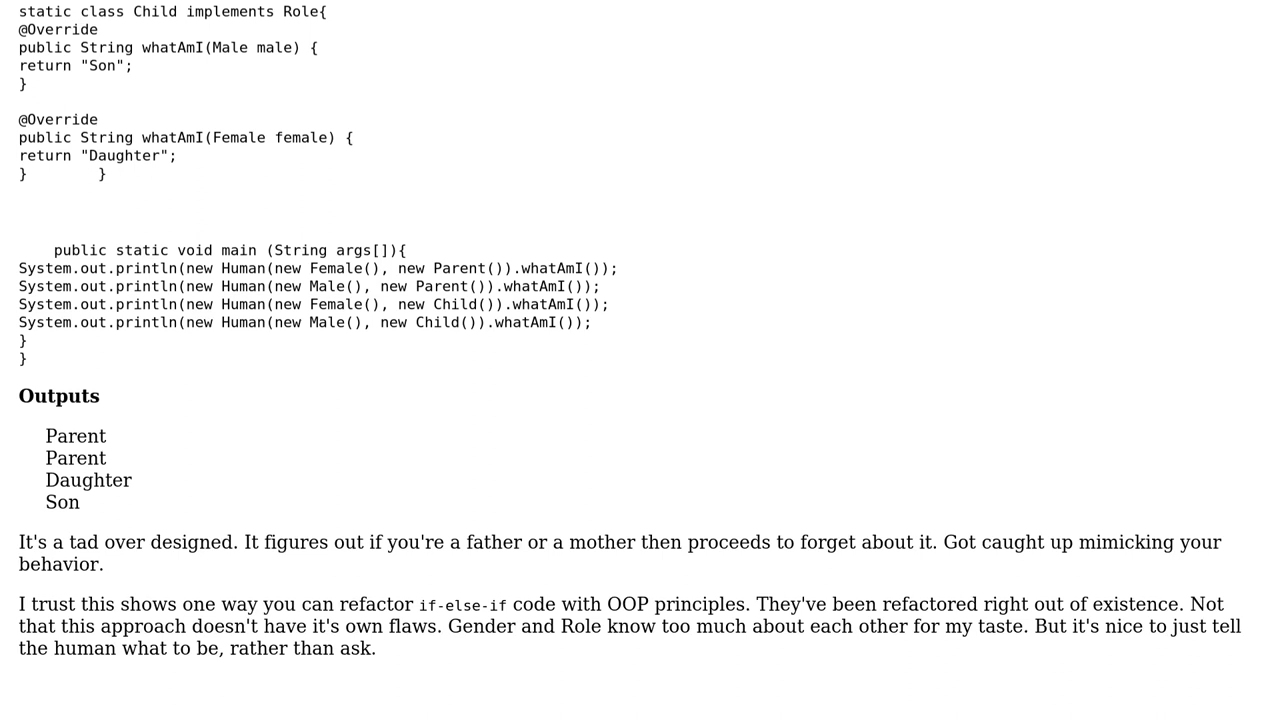 static class Child implements Role{
@Override
public String whatAmI(Male male) {
return "Son";
}
@Override
public String whatAmI(Female female) {
return "Daughter";
}        }
    public static void main (String args[]){
System.out.println(new Human(new Female(), new Parent()).whatAmI());
System.out.println(new Human(new Male(), new Parent()).whatAmI());
System.out.println(new Human(new Female(), new Child()).whatAmI());
System.out.println(new Human(new Male(), new Child()).whatAmI());
}
}
Outputs
Parent
Parent
Daughter
Son
It's a tad over designed. It figures out if you're a father or a mother then proceeds to forget about it. Got caught up mimicking your
behavior.
I trust this shows one way you can refactor if-else-if code with OOP principles. They've been refactored right out of existence. Not
that this approach doesn't have it's own flaws. Gender and Role know too much about each other for my taste. But it's nice to just tell
the human what to be, rather than ask.